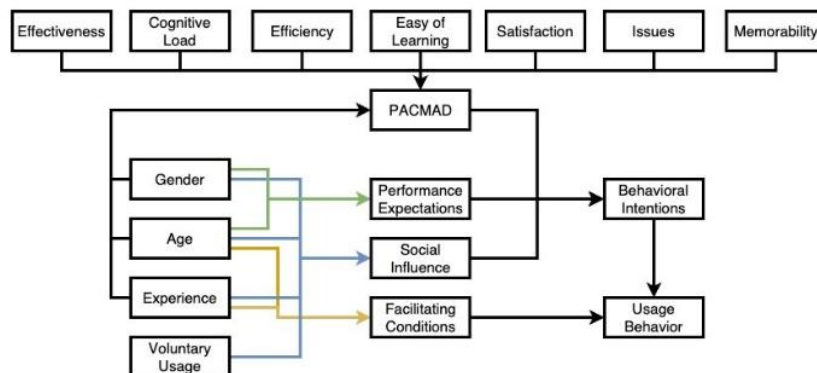 Effectiveness
Cognitive
Load
Efficiency
Easy of
Learning
Satisfaction
Issues
Memorability
PACMAD
Gender
Performance
Expectations
Behavioral
Intentions
Age
Social
Influence
Experience
Facilitating
Conditions
Usage
Behavior
Voluntary
Usage